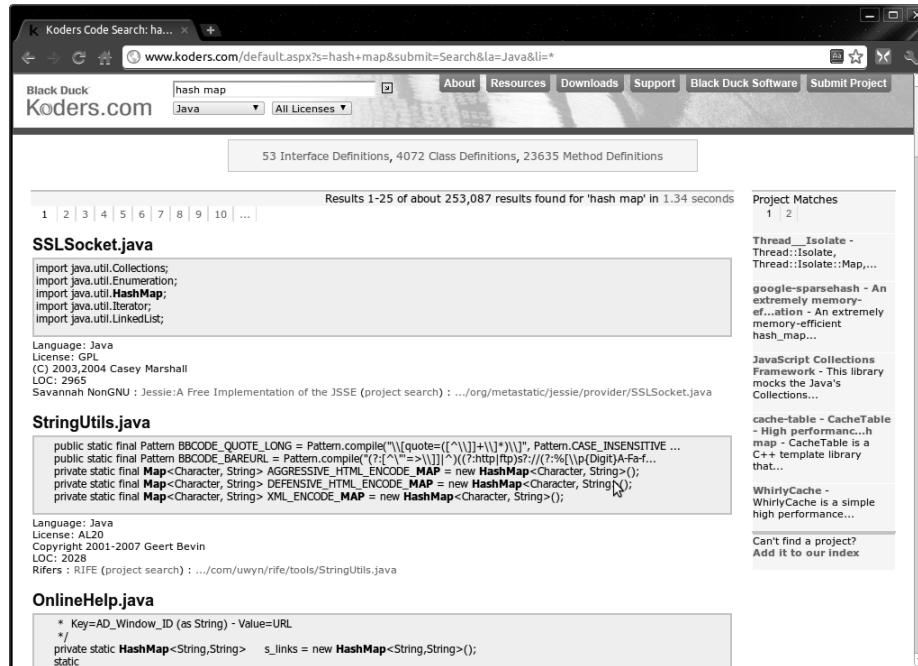 Koders Code Search: ha...
www.koders.com/default.aspx?s=hash+map&submit=Search&la=Java&li=*
About Resources Downloads Support Black Duck Software Submit Project
Black Duck
Koders.com
hash map
Java All Licenses
53 Interface Definitions, 4072 Class Definitions, 23635 Method Definitions
Results 1-25 of about 253,087 results found for 'hash map' in 1.34 seconds
1 2 3 4 5 6 7 8 9 10 ...
SSLSocket.java
import java.util.Collections;
import java.util.Enumeration;
import java.util.HashMap;
import java.util.Iterator;
import java.util.LinkedList;
Language: Java
License: GPL
(C) 2003,2004 Casey Marshall
LOC: 2965
Savannah NonGNU : Jessie:A Free Implementation of the JSSE (project search) : .../org/metastatic/jessie/provider/SSLSocket.java
StringUtils.java
public static final Pattern BBCODE_QUOTE_LONG = Pattern.compile("\\[quote=([^\\]]+\\]*)\\]", Pattern.CASE_INSENSITIVE ...
public static final Pattern BBCODE_BAREURL = Pattern.compile("(?:[^\"'=>\\]]|^)((?:http|ftp)s?://(?:%[\\p{Digit}A-Fa-f...
private static final Map<Character, String> AGGRESSIVE_HTML_ENCODE_MAP = new HashMap<Character, String>();
private static final Map<Character, String> DEFENSIVE_HTML_ENCODE_MAP = new HashMap<Character, String>();
private static final Map<Character, String> XML_ENCODE_MAP = new HashMap<Character, String>();
Language: Java
License: AL20
Copyright 2001-2007 Geert Bevin
LOC: 2028
Rifers : RIFE (project search) : .../com/uwyn/rife/tools/StringUtils.java
OnlineHelp.java
* Key=AD_Window_ID (as String) - Value=URL
*/
private static HashMap<String,String> s_links = new HashMap<String,String>();
static
Project Matches
1 2
Thread__Isolate -
Thread::Isolate,
Thread::Isolate::Map,...
google-sparsehash - An
extremely memory-
ef...ation - An extremely
memory-efficient
hash_map...
JavaScript Collections
Framework - This library
mocks the Java's
Collections...
cache-table - CacheTable
- High performanc...h
map - CacheTable is a
C++ template library
that...
WhirlyCache -
WhirlyCache is a simple
high performance...
Can't find a project?
Add it to our index